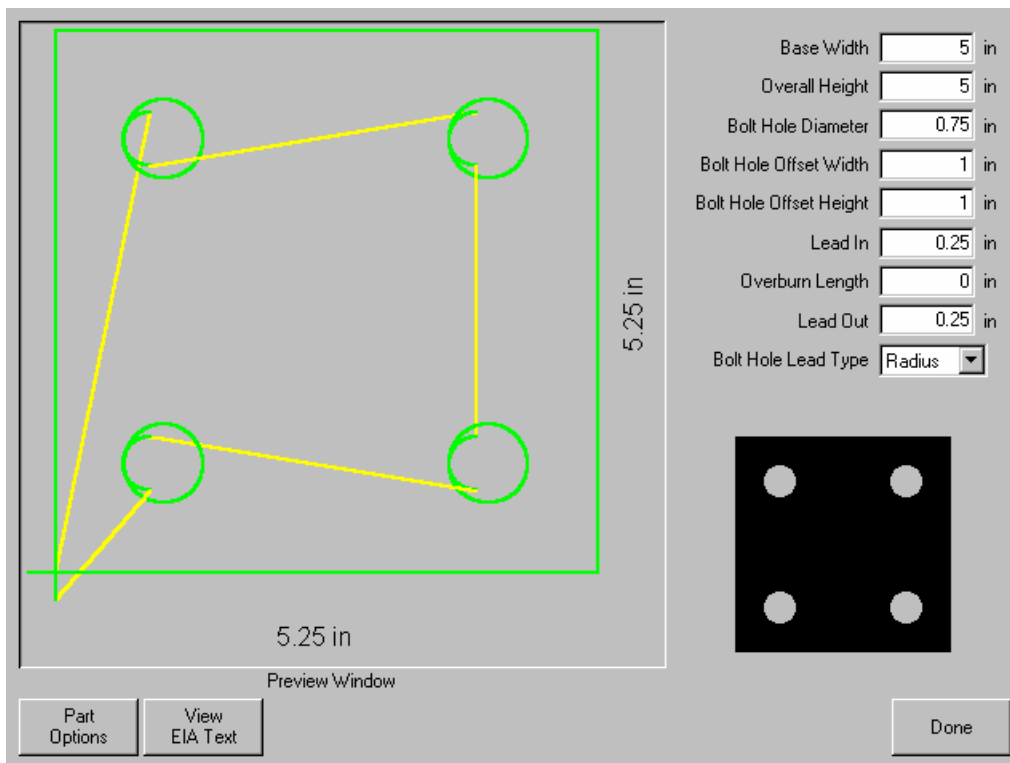 Base Width 5 in
Overall Height 5 in
Bolt Hole Diameter 0.75 in
Bolt Hole Offset Width 1 in
Bolt Hole Offset Height 1 in
Lead In 0.25 in
Overburn Length 0 in
Lead Out 0.25 in
Bolt Hole Lead Type Radius
5.25 in
5.25 in
Preview Window
Part
Options
View
EIA Text
Done